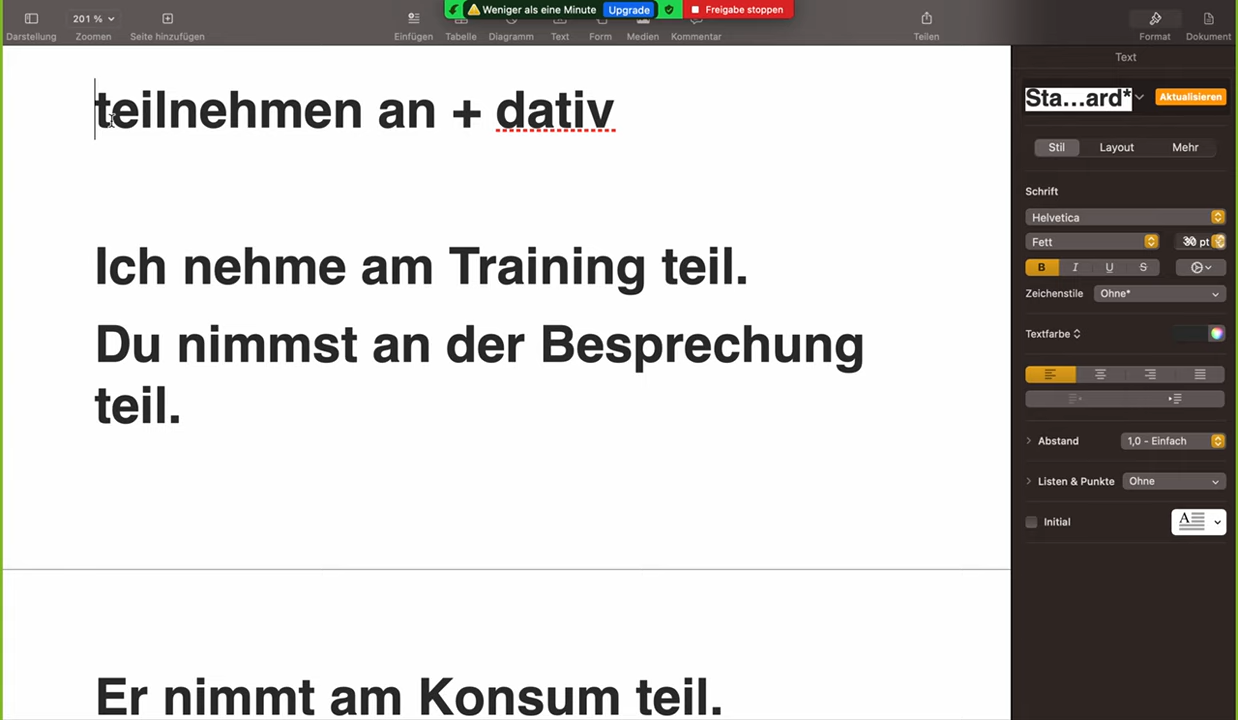 Weniger als eine Minute Upgrade Freigabe stoppen
201 %
Darstellung Zoomen Seite hinzufügen Einfügen Tabelle Diagramm Text Form Medien Kommentar Teilen Format Dokument
Text
teilnehmen an + dativ
Ich nehme am Training teil.
Du nimmst an der Besprechung
teil.
Er nimmt am Konsum teil.
Sta...ard* Aktualisieren
Stil Layout Mehr
Schrift
Helvetica
Fett pt
B I U S
Zeichenstile Ohne*
Textfarbe
Abstand 1,0 - Einfach
Listen & Punkte Ohne
Initial A